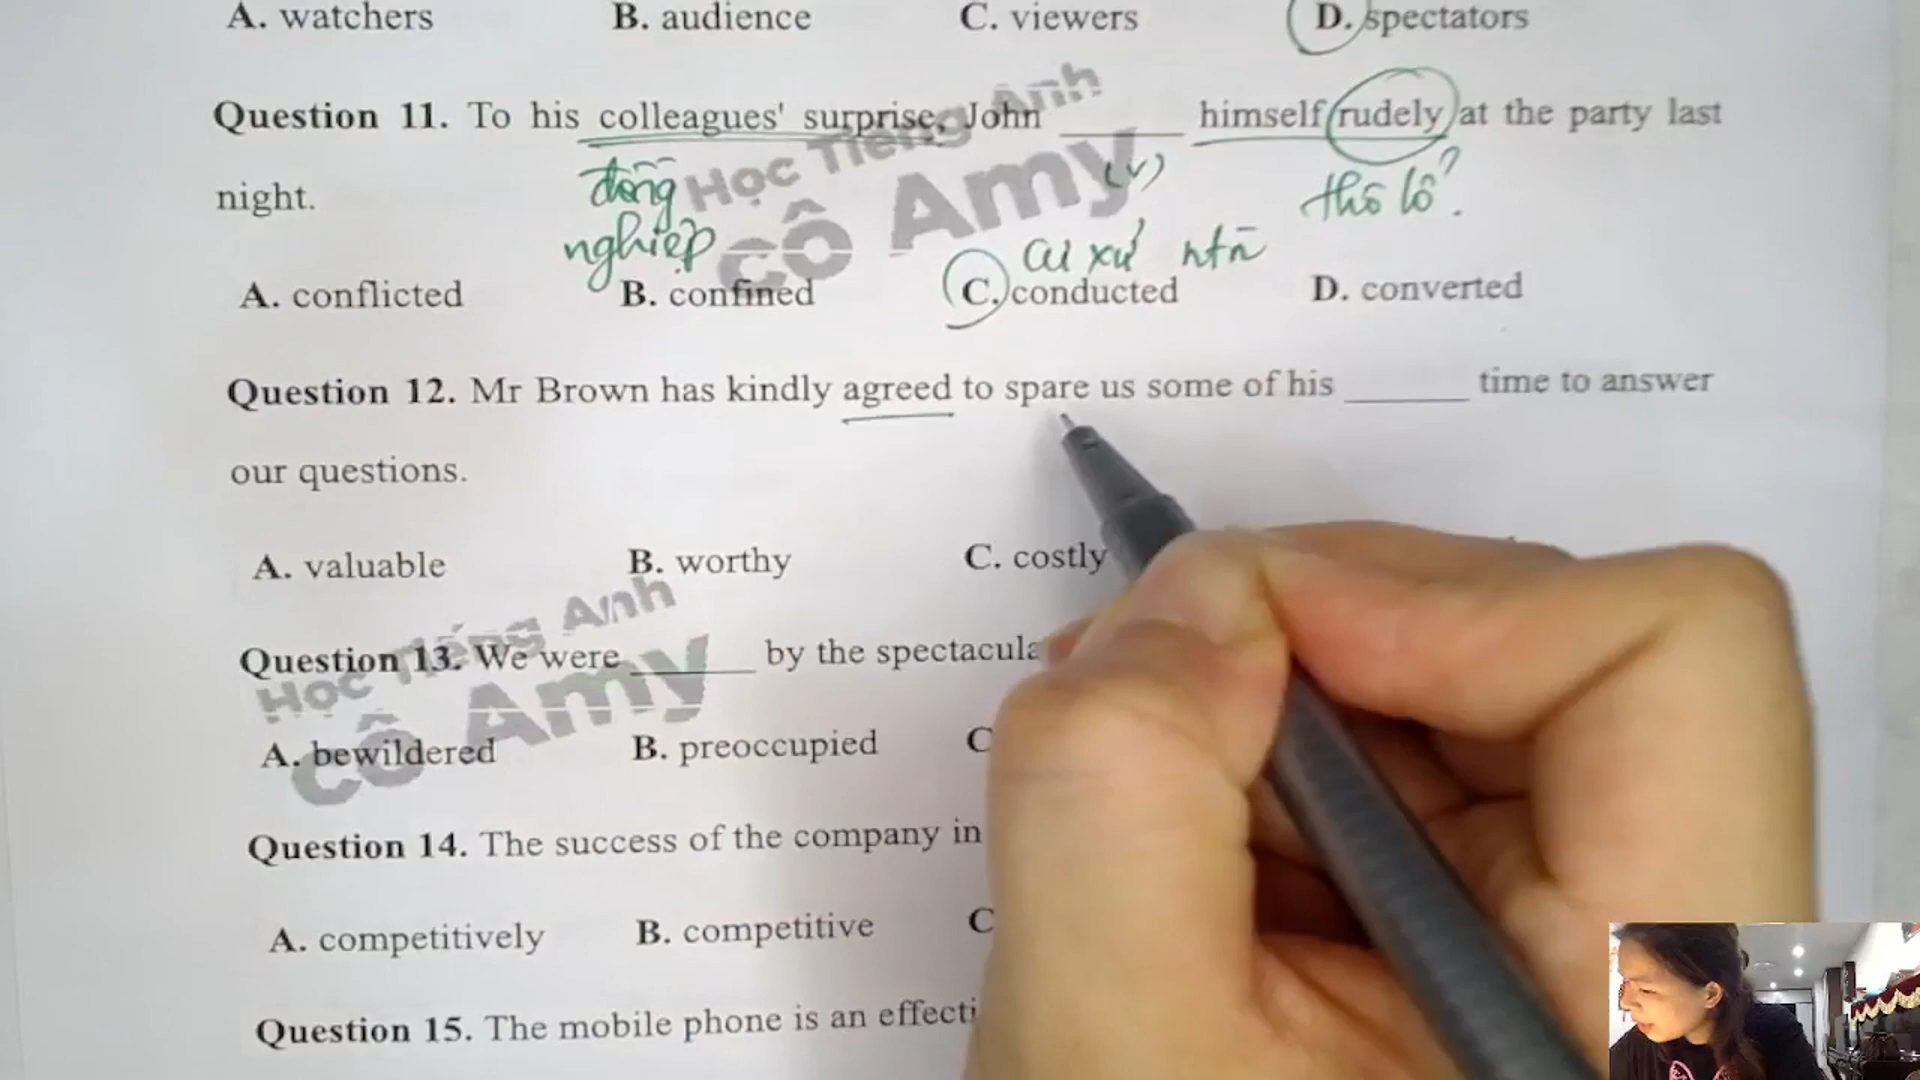 A. watchers B. audience C. viewers D. spectators
Question 11. To his colleagues' surprise, John ______ himself rudely at the party last
(v)
đồng nghiệp
thô lỗ.
night.
cư xử ntn
A. conflicted B. confined C. conducted D. converted
Question 12. Mr Brown has kindly agreed to spare us some of his ______ time to answer
our questions.
A. valuable B. worthy C. costly
Question 13. We were ______ by the
A. bewildered B. preoccupied C
Question 14. The success of the company in
A. competitively B. competitive C
Question 15. The mobile phone is an
Học Tiếng Anh
cô Amy
Học Tiếng Anh
cô Amy